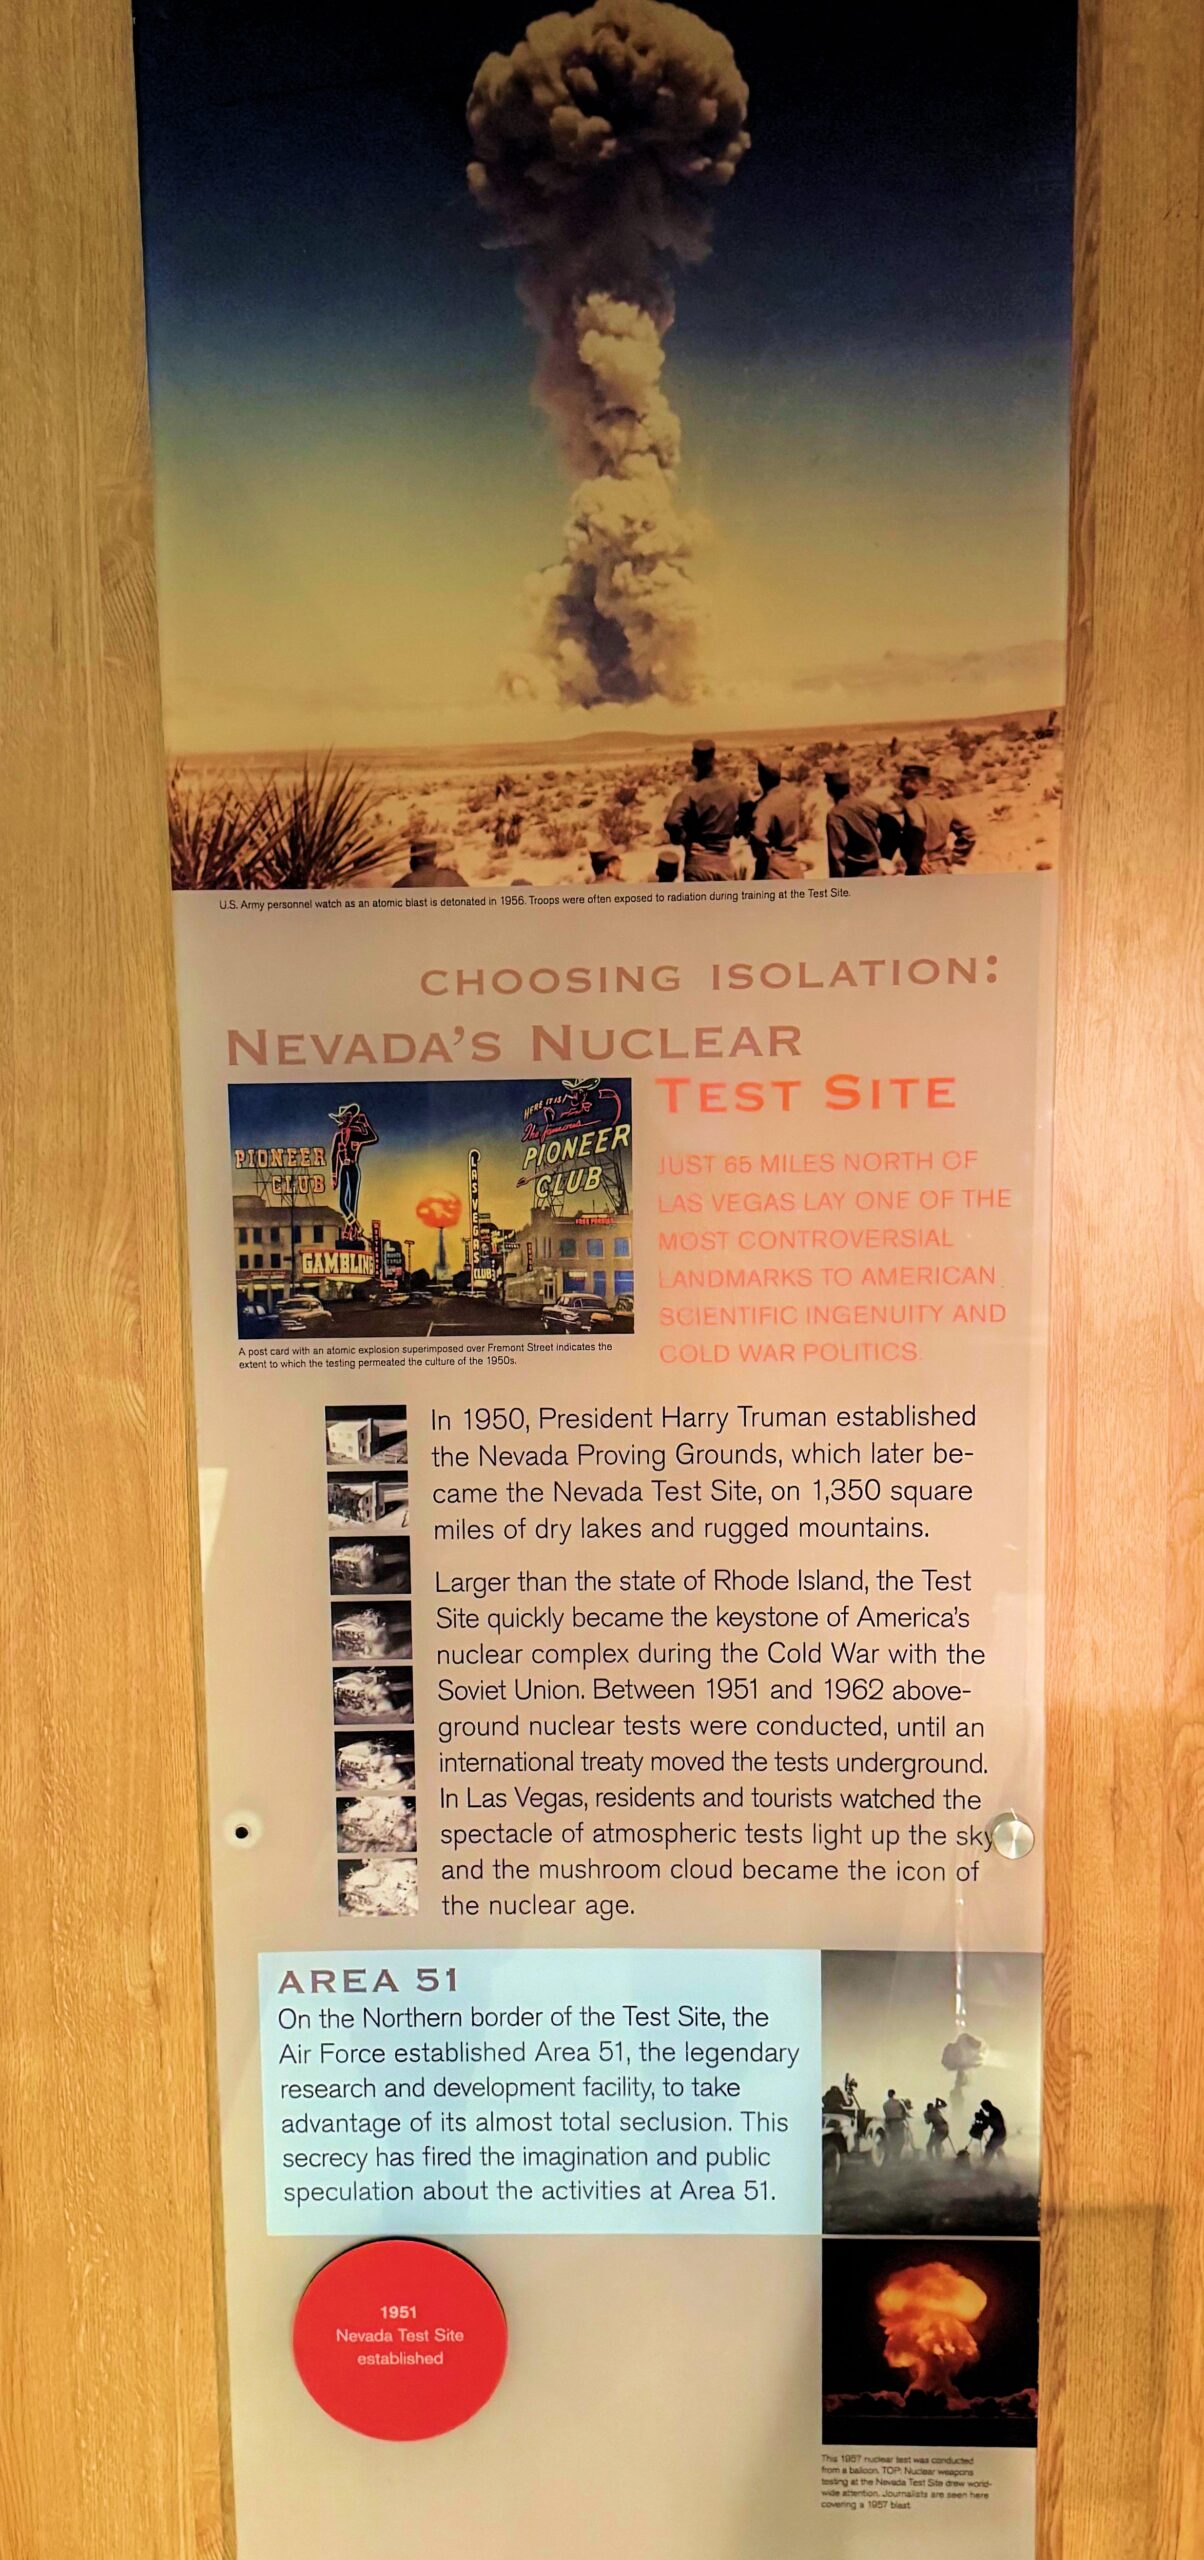 U.S. Army personnel watch as an atomic blast is detonated in 1956. Troops were often exposed to radiation during training at the Test Site.
CHOOSING ISOLATION:
NEVADA'S NUCLEAR
TEST SITE
PIONEER
CLUB
GAMBLING
LAS VEGAS
CLUB
HERE IT IS!
The famous
PIONEER
CLUB
JUST 65 MILES NORTH OF
LAS VEGAS LAY ONE OF THE
MOST CONTROVERSIAL
LANDMARKS TO AMERICAN
SCIENTIFIC INGENUITY AND
COLD WAR POLITICS.
A post card with an atomic explosion superimposed over Fremont Street indicates the
extent to which the testing permeated the culture of the 1950s.
In 1950, President Harry Truman established
the Nevada Proving Grounds, which later be-
came the Nevada Test Site, on 1,350 square
miles of dry lakes and rugged mountains.
Larger than the state of Rhode Island, the Test
Site quickly became the keystone of America's
nuclear complex during the Cold War with the
Soviet Union. Between 1951 and 1962 above-
ground nuclear tests were conducted, until an
international treaty moved the tests underground.
In Las Vegas, residents and tourists watched the
spectacle of atmospheric tests light up the sky
and the mushroom cloud became the icon of
the nuclear age.
AREA 51
On the Northern border of the Test Site, the
Air Force established Area 51, the legendary
research and development facility, to take
advantage of its almost total seclusion. This
secrecy has fired the imagination and public
speculation about the activities at Area 51.
1951
Nevada Test Site
established
This 1957 nuclear test was conducted
from a balloon. TOP: Nuclear weapons
testing at the Nevada Test Site drew world-
wide attention. Journalists are seen here
covering a 1957 blast.